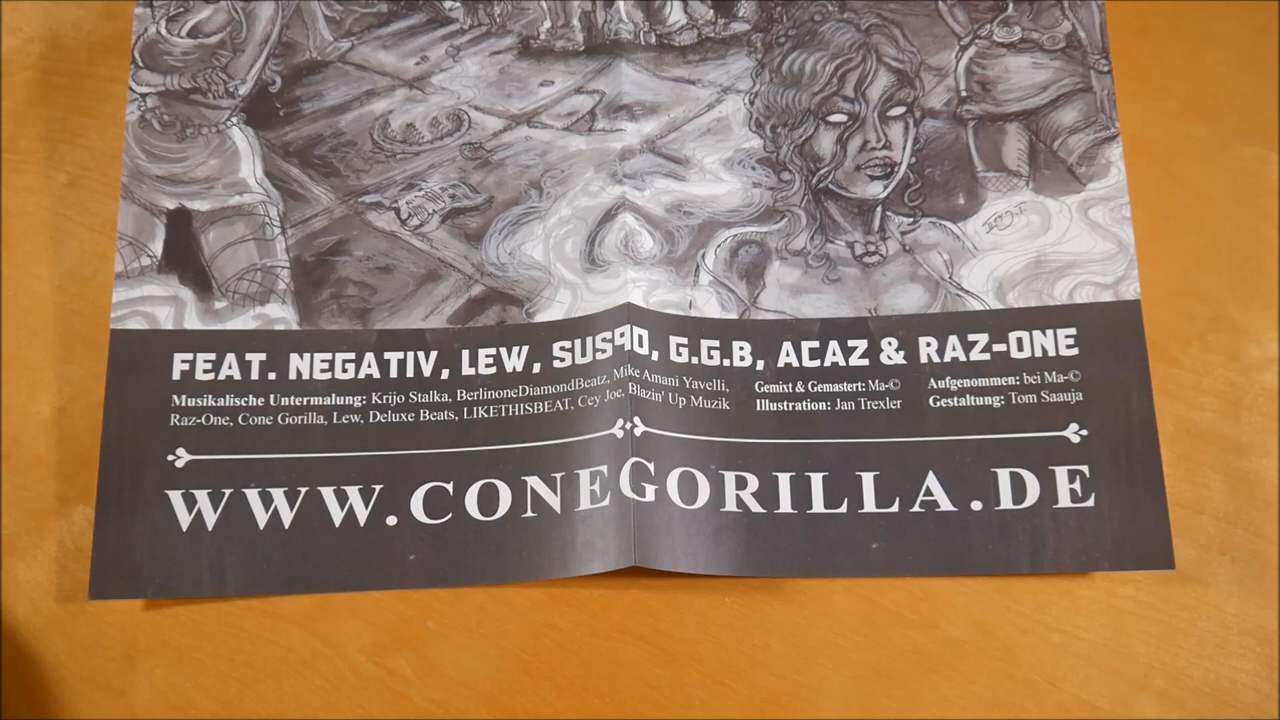 FEAT. NEGATIV, LEW, SUS90, G.G.B, ACAZ & RAZ-ONE
Musikalische Untermalung: Krijo Stalka, BerlinoneDiamondBeatz, Mike Amani Yavelli,
Raz-One, Cone Gorilla, Lew, Deluxe Beats, LIKETHISBEAT, Cey Joe, Blazin' Up Muzik
Gemixt & Gemastert: Ma-©
Illustration: Jan Trexler
Aufgenommen: bei Ma-©
Gestaltung: Tom Saauja
WWW.CONEGORILLA.DE